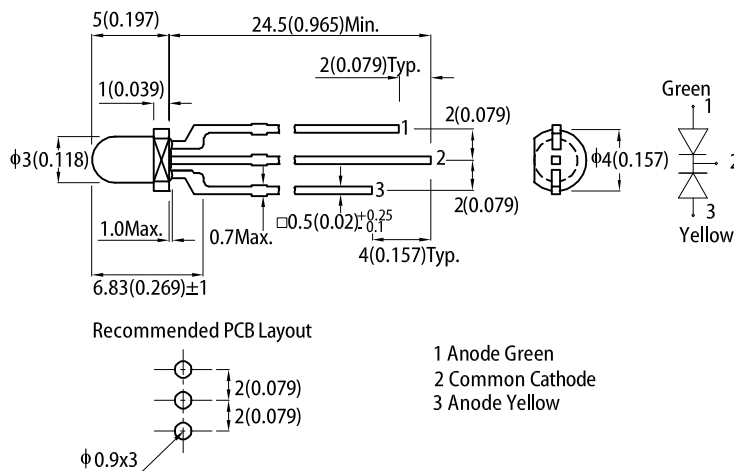 5(0.197)
24.5(0.965)Min.
2(0.079)Typ.
1(0.039)
2(0.079)
Green
1
1
ϕ3(0.118)
2
ϕ4(0.157)
2
3
2(0.079)
3
1.0Max.
0.7Max.
□0.5(0.02)+0.25 -0.1
4(0.157)Typ.
Yellow
6.83(0.269)±1
Recommended PCB Layout
1 Anode Green
2 Common Cathode
3 Anode Yellow
2(0.079)
2(0.079)
ϕ0.9x3